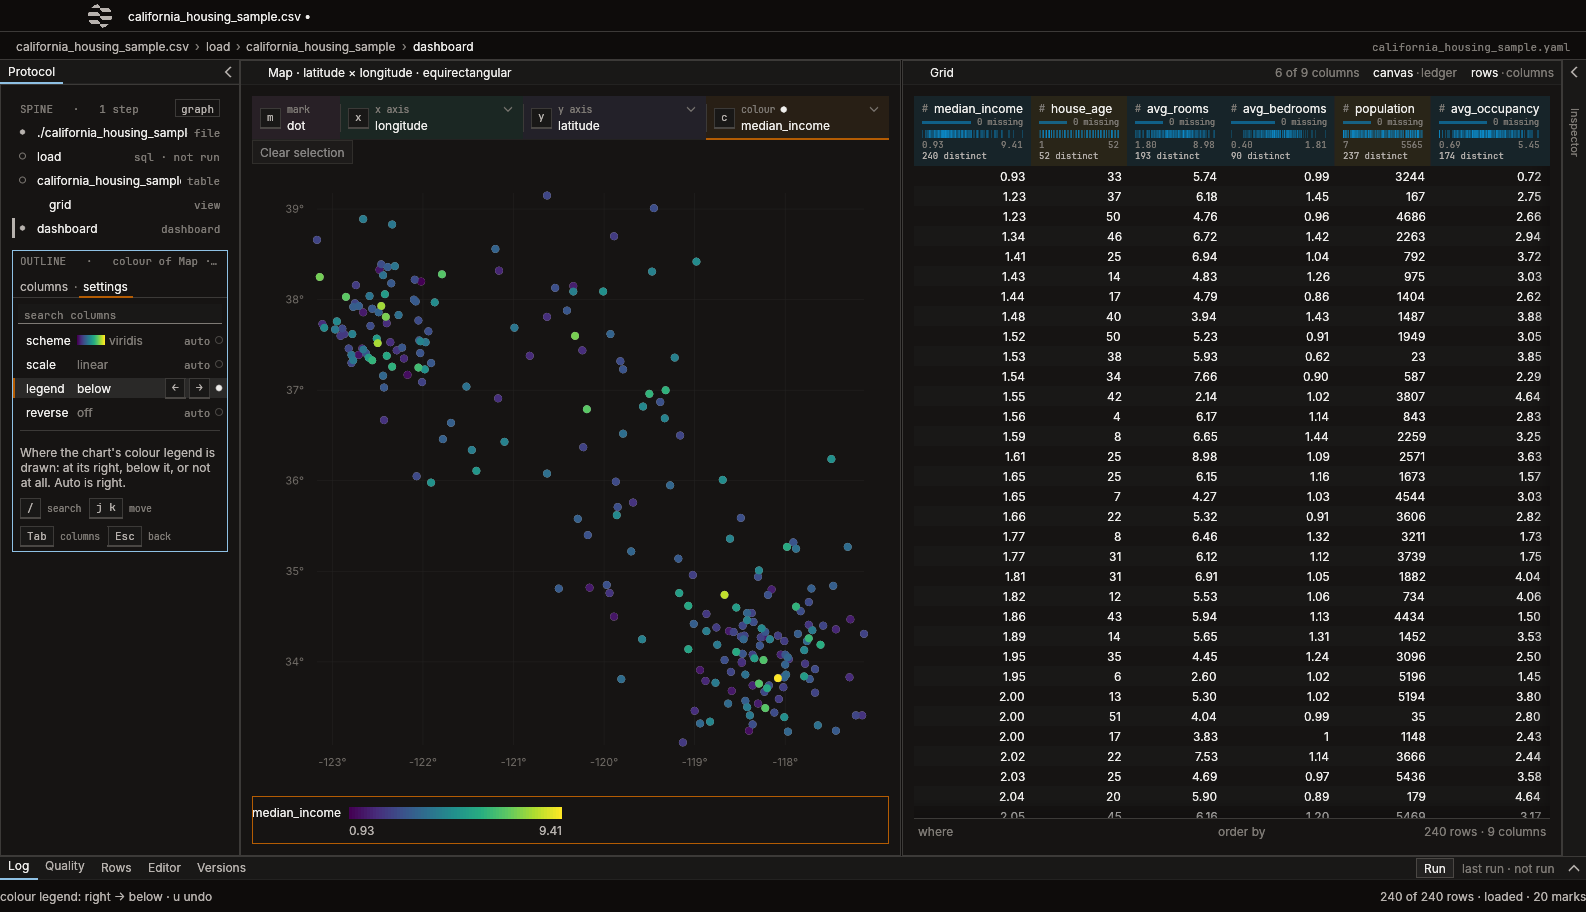 california_housing_sample.csv •
california_housing_sample.csv › load › california_housing_sample › dashboard
california_housing_sample.yaml
Protocol
SPINE · 1 step graph
./california_housing_sampl file
load sql · not run
california_housing_sampl table
grid view
dashboard dashboard
OUTLINE · colour of Map ·…
columns · settings
search columns
scheme viridis auto
scale linear
auto
legend below ← →
reverse off auto
Where the chart's colour legend is
drawn: at its right, below it, or not
at all. Auto is right.
/ search j k move
Tab columns Esc back
Map · latitude × longitude · equirectangular
m mark dot
x x axis longitude
y y axis latitude
c colour median_income
Clear selection
39°
38°
37°
36°
35°
34°
-123° -122° -121° -120° -119° -118°
median_income
0.93 9.41
Grid
6 of 9 columns canvas · ledger rows · columns
# median_income # house_age # avg_rooms # avg_bedrooms # population # avg_occupancy
0 missing 0 missing 0 missing 0 missing 0 missing 0 missing
0.93 9.41 1 52 1.80 8.98 0.40 1.81 7 5565 0.69 5.45
240 distinct 52 distinct 193 distinct 90 distinct 237 distinct 174 distinct
0.93 33 5.74 0.99 3244 0.72
1.23 37 6.18 1.45 167 2.75
1.23 50 4.76 0.96 4686 2.66
1.34 46 6.72 1.42 2263 2.94
1.41 25 6.94 1.04 792 3.72
1.43 14 4.83 1.26 975 3.03
1.44 17 4.79 0.86 1404 2.62
1.48 40 3.94 1.43 1487 3.88
1.52 50 5.23 0.91 1949 3.05
1.53 38 5.93 0.62 23 3.85
1.54 34 7.66 0.90 587 2.29
1.55 42 2.14 1.02 3807 4.64
1.56 4 6.17 1.14 843 2.83
1.59 8 6.65 1.44 2259 3.25
1.61 25 8.98 1.09 2571 3.63
1.65 25 6.15 1.16 1673 1.57
1.65 7 4.27 1.03 4544 3.03
1.66 22 5.32 0.91 3606 2.82
1.77 8 6.46 1.32 3211 1.73
1.77 31 6.12 1.12 3739 1.75
1.81 31 6.91 1.05 1882 4.04
1.82 12 5.53 1.06 734 4.06
1.86 43 5.94 1.13 4434 1.50
1.89 14 5.65 1.31 1452 3.53
1.95 35 4.45 1.24 3096 2.50
1.95 6 2.60 1.02 5196 1.45
2.00 13 5.30 1.02 5194 3.80
2.00 51 4.04 0.99 35 2.80
2.00 17 3.83 1 1148 2.43
2.02 22 7.53 1.14 3666 2.44
2.03 25 4.69 0.97 5436 3.58
2.04 20 5.90 0.89 179 4.64
2.05 45 6.16 1.20 5469 3.17
where order by 240 rows · 9 columns
Inspector
Log Quality Rows Editor Versions
Run last run · not run
colour legend: right → below · u undo
240 of 240 rows · loaded · 20 marks